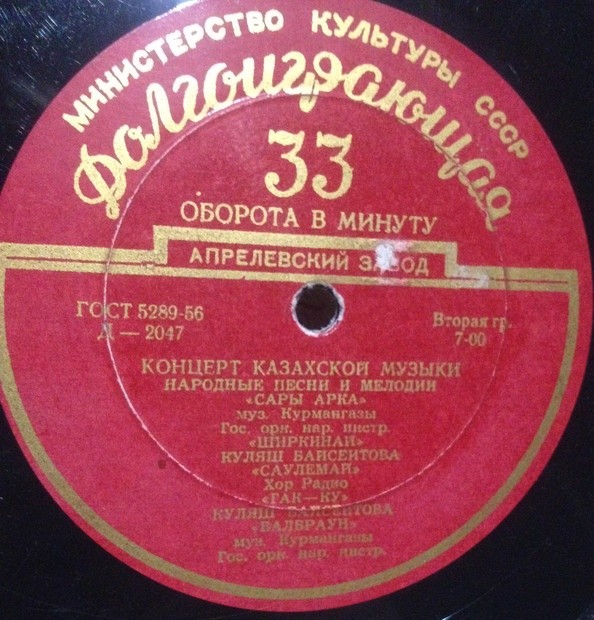 МИНИСТЕРСТВО КУЛЬТУРЫ СССР
Долгоиграющая
33
ОБОРОТА В МИНУТУ
АПРЕЛЕВСКИЙ ЗАВОД
ГОСТ 5289-56
Д — 2047
Вторая гр.
7-00
КОНЦЕРТ КАЗАХСКОЙ МУЗЫКИ
НАРОДНЫЕ ПЕСНИ И МЕЛОДИИ
«САРЫ АРКА»
муз. Курмангазы
Гос. орк. нар. инстр.
«ШИРКИНАЙ»
КУЛЯШ БАЙСЕИТОВА
«САУЛЕМАЙ»
Хор Радио
«ГАК—КУ»
КУЛЯШ БАЙСЕИТОВА
«БАЛБРАУН»
муз. Курмангазы
Гос. орк. нар. инстр.